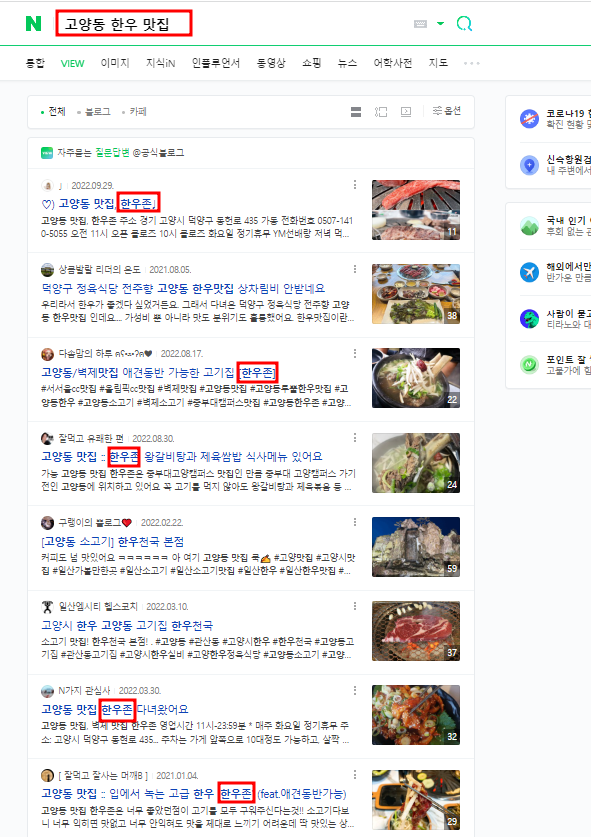 N 고양동 한우 맛집
통합 VIEW 이미지 지식iN 인플루언서 동영상 쇼핑 뉴스 어학사전 지도
전체 블로그 카페 옵션
자주묻는 질문답변 @공식블로그
2022.09.29.
♡) 고양동 맛집, 한우존♩
고양동 맛집, 한우존 주소 경기 고양시 덕양구 동헌로 435 가동 전화번호 0507-141
0-5055 오전 11시 오픈 클로즈 10시 클로즈 화요일 정기휴무 YM선배랑 저녁 먹...
11
상콤발랄 리더의 온도 2021.08.05.
덕양구 정육식당 전주향 고양동 한우맛집 상차림비 안받네요
우리라서 한우가 좋겠다 싶었거든요. 그래서 다녀온 덕양구 정육식당 전주향 고양
동 한우맛집 인데요... 가성비 뿐 아니라 맛도 분위기도 훌륭했어요. 한우맛집이란...
38
다솜맘의 하루 2022.08.17.
고양동/벽제맛집 애견동반 가능한 고기집 [한우존]
#서서울cc맛집 #올림픽cc맛집 #벽제맛집 #고양동맛집 #고양동투뿔한우맛집 #고
양동한우 #고양동소고기 #벽제소고기 #중부대캠퍼스맛집 #고양동한우존 #고양...
22
잘먹고 유쾌한 편 2022.08.30.
고양동 맛집 :: 한우존 왕갈비탕과 제육쌈밥 식사메뉴 있어요
가능 고양동 맛집 한우존은 중부대고양캠퍼스 맛집인 만큼 중부대 고양캠퍼스 가기
전인 고양동에 위치하고 있어요 꼭 고기를 먹지 않아도 왕갈비탕과 제육볶음 등 ...
24
구랭이의 블로그 2022.02.22.
[고양동 소고기] 한우천국 본점
커피도 넘 맛있어요 ㅋㅋㅋㅋㅋㅋ 아 여기 고양동 맛집 쿡 #고양맛집 #고양시맛
집 #일산가볼만한곳 #일산소고기 #일산소고기맛집 #일산한우 #일산한우맛집 #...
59
일산엠시티 헬스코치 2022.03.10.
고양시 한우 고양동 고기집 한우천국
소고기 맛집! 한우천국 본점! . #고양동 #관산동 #고양시한우 #한우천국 #고양동고
기집 #관산동고기집 #고양시한우실비 #고양한우정육식당 #고양동소고기 #고양...
37
N가지 관심사 2022.03.30.
고양동 맛집 한우존 다녀왔어요
고양동 맛집, 벽제 맛집 한우존 영업시간 11시-23:59분 * 매주 화요일 정기휴무 주
소: 고양시 덕양구 동헌로 435... 주차는 가게 앞쪽으로 10대정도 가능하고, 살짝 ...
32
[ 잘먹고 잘사는 머깨비 ] 2021.01.04.
고양동 맛집 :: 입에서 녹는 고급 한우 한우존 (feat.애견동반가능)
고양동 맛집 한우존은 너무 좋았던점이 고기를 모두 구워주신다는것!! 소고기다보
니 너무 익히면 맛없고 너무 안익혀도 맛을 제대로 느끼기 어려운데 딱 맛있는 상...
29
코로나19
확진 현황
신속항원검
내 주변에서
국내 인기
후회 없는
해외에서만
반가운 만
사람이 묻고
티라노와 대
포인트 잘
고물가에 힘